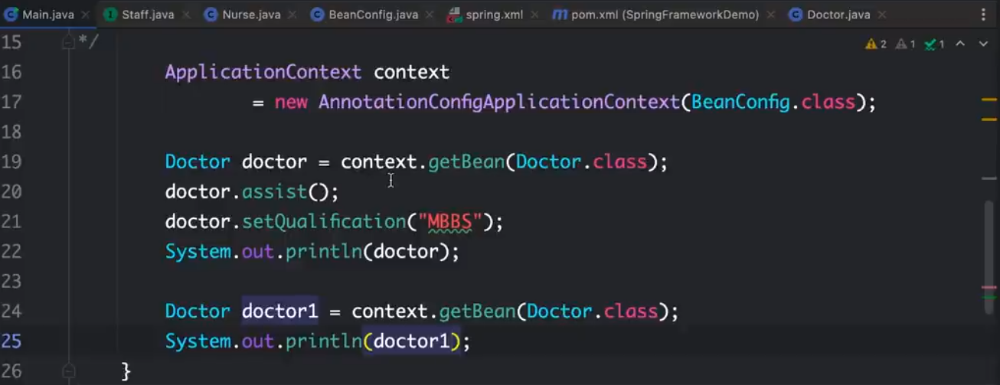 Main.java Staff.java Nurse.java BeanConfig.java spring.xml pom.xml (SpringFrameworkDemo) Doctor.java
15 */ 2 1 1
16 ApplicationContext context
17 = new AnnotationConfigApplicationContext(BeanConfig.class);
18
19 Doctor doctor = context.getBean(Doctor.class);
20 doctor.assist();
21 doctor.setQualification("MBBS");
22 System.out.println(doctor);
23
24 Doctor doctor1 = context.getBean(Doctor.class);
25 System.out.println(doctor1);
26 }